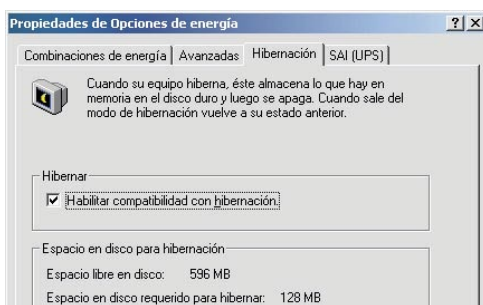 Propiedades de Opciones de energía
Combinaciones de energía Avanzadas Hibernación SAI (UPS)
Cuando su equipo hiberna, éste almacena lo que hay en
memoria en el disco duro y luego se apaga. Cuando sale del
modo de hibernación vuelve a su estado anterior.
Hibernar
Habilitar compatibilidad con hibernación.
Espacio en disco para hibernación
Espacio libre en disco: 596 MB
Espacio en disco requerido para hibernar: 128 MB